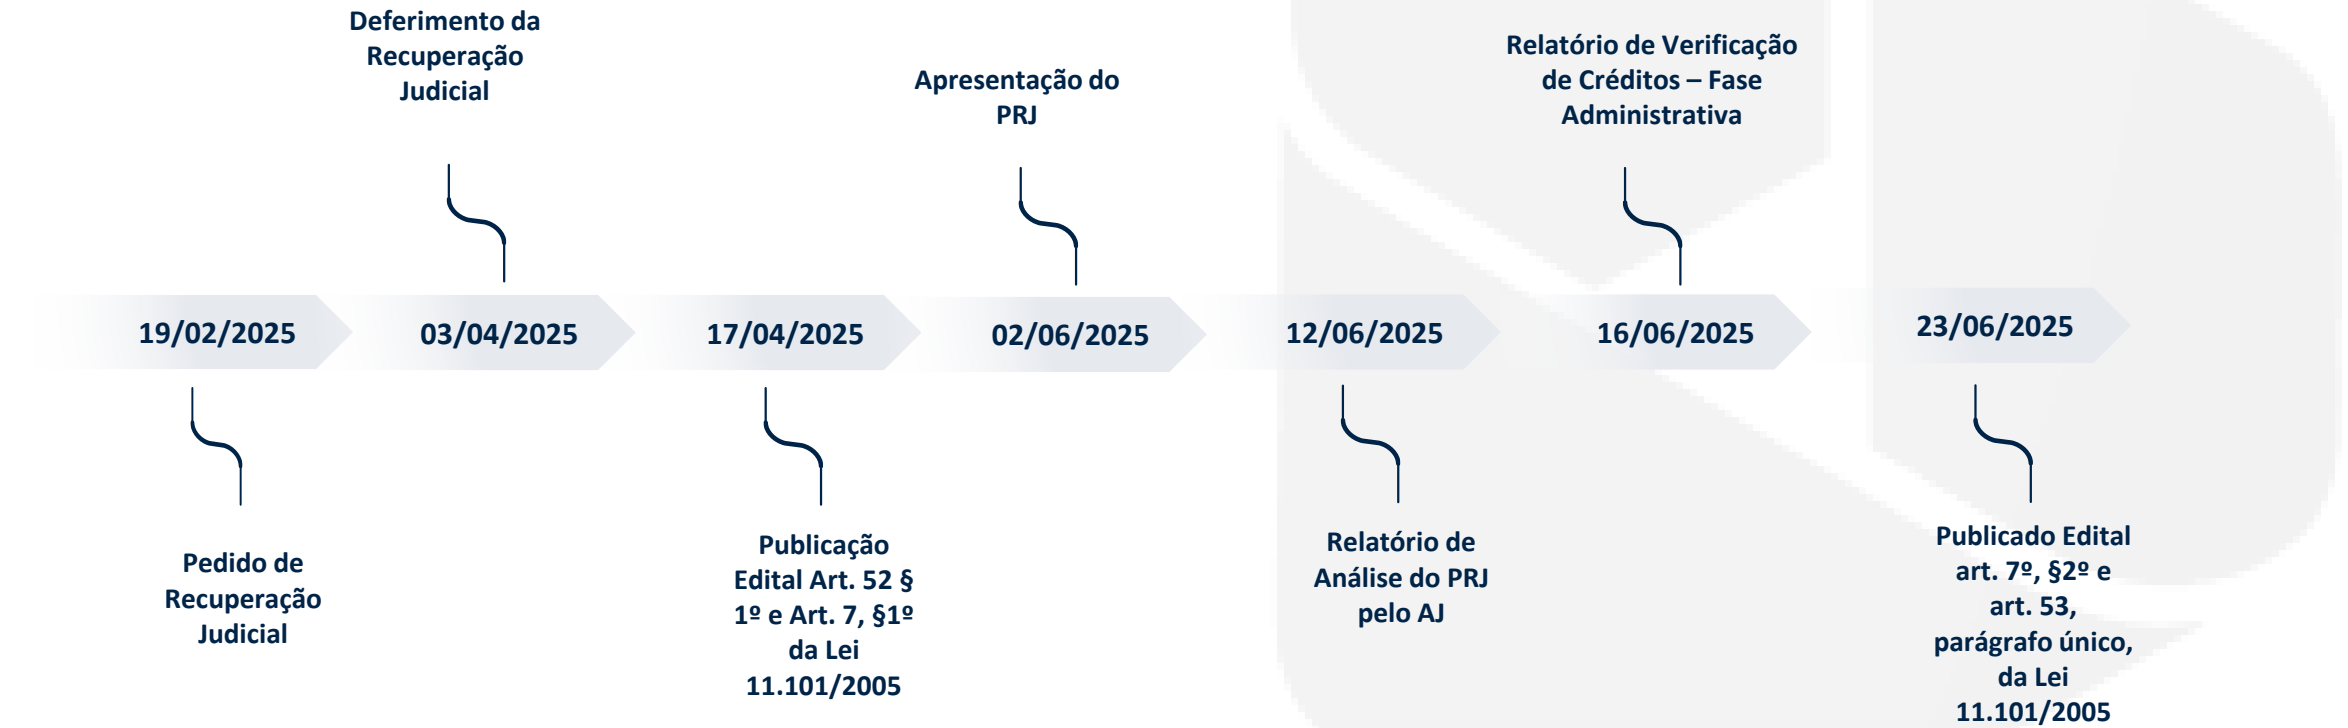 Deferimento da
Recuperação
Judicial
Apresentação do
PRJ
Relatório de Verificação
de Créditos – Fase
Administrativa
19/02/2025
03/04/2025
17/04/2025
02/06/2025
12/06/2025
16/06/2025
23/06/2025
Pedido de
Recuperação
Judicial
Publicação
Edital Art. 52 §
1º e Art. 7, §1º
da Lei
11.101/2005
Relatório de
Análise do PRJ
pelo AJ
Publicado Edital
art. 7º, §2º e
art. 53,
parágrafo único,
da Lei
11.101/2005